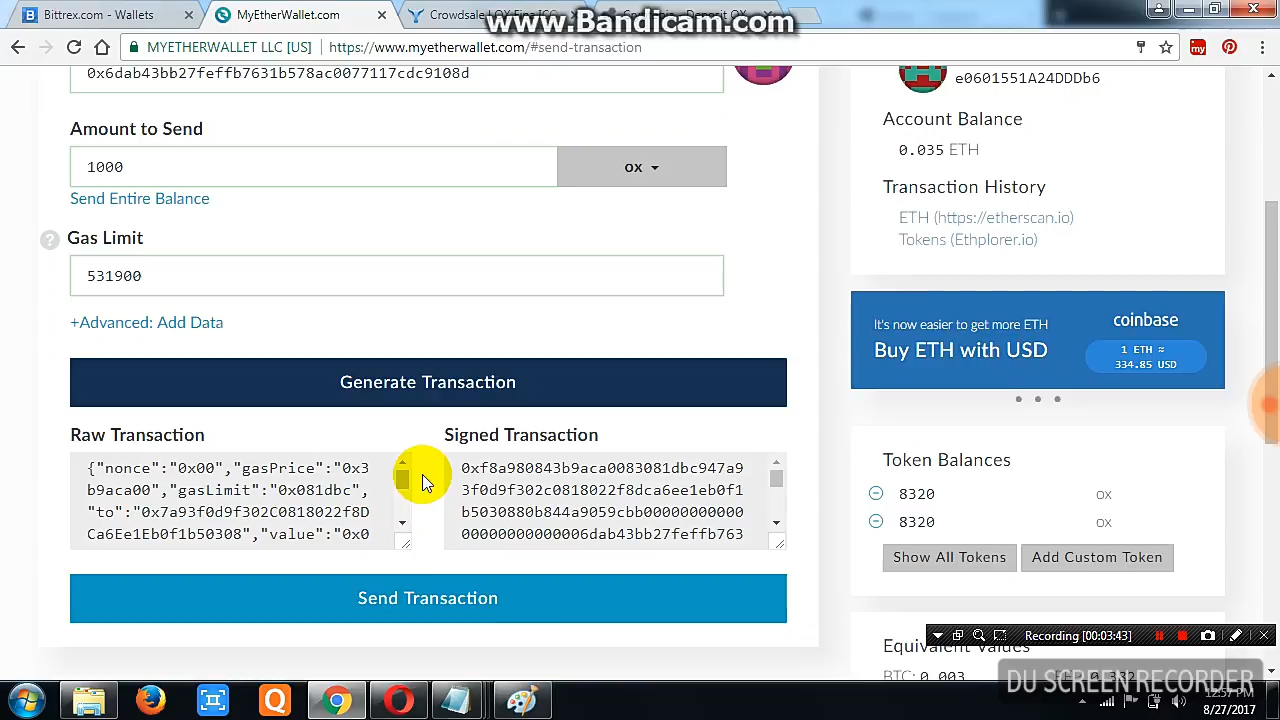 Bittrex.com - Wallets
MyEtherWallet.com
www.Bandicam.com
MYETHERWALLET LLC [US]
https://www.myetherwallet.com/#send-transaction
my
0x6dab43bb27feffb7631b578ac0077117cdc9108d
Amount to Send
1000
ox
Send Entire Balance
? Gas Limit
531900
+Advanced: Add Data
Generate Transaction
Raw Transaction
{"nonce":"0x00","gasPrice":"0x3
b9aca00","gasLimit":"0x081dbc",
"to":"0x7a93f0d9f302C0818022f8D
Ca6Ee1Eb0f1b50308","value":"0x0
Signed Transaction
0xf8a980843b9aca0083081dbc947a9
3f0d9f302c0818022f8dca6ee1eb0f1
b5030880b844a9059cbb00000000000
00000000000006dab43bb27feffb763
Send Transaction
e0601551A24DDDb6
Account Balance
0.035 ETH
Transaction History
ETH (https://etherscan.io)
Tokens (Ethplorer.io)
It's now easier to get more ETH
Buy ETH with USD
coinbase
1 ETH ≈
334.85 USD
Token Balances
8320 ox
8320 ox
Show All Tokens
Add Custom Token
Recording [00:03:43]
Equivalent Values
BTC: 0.003
DU SCREEN RECORDER
12:57 PM
8/27/2017